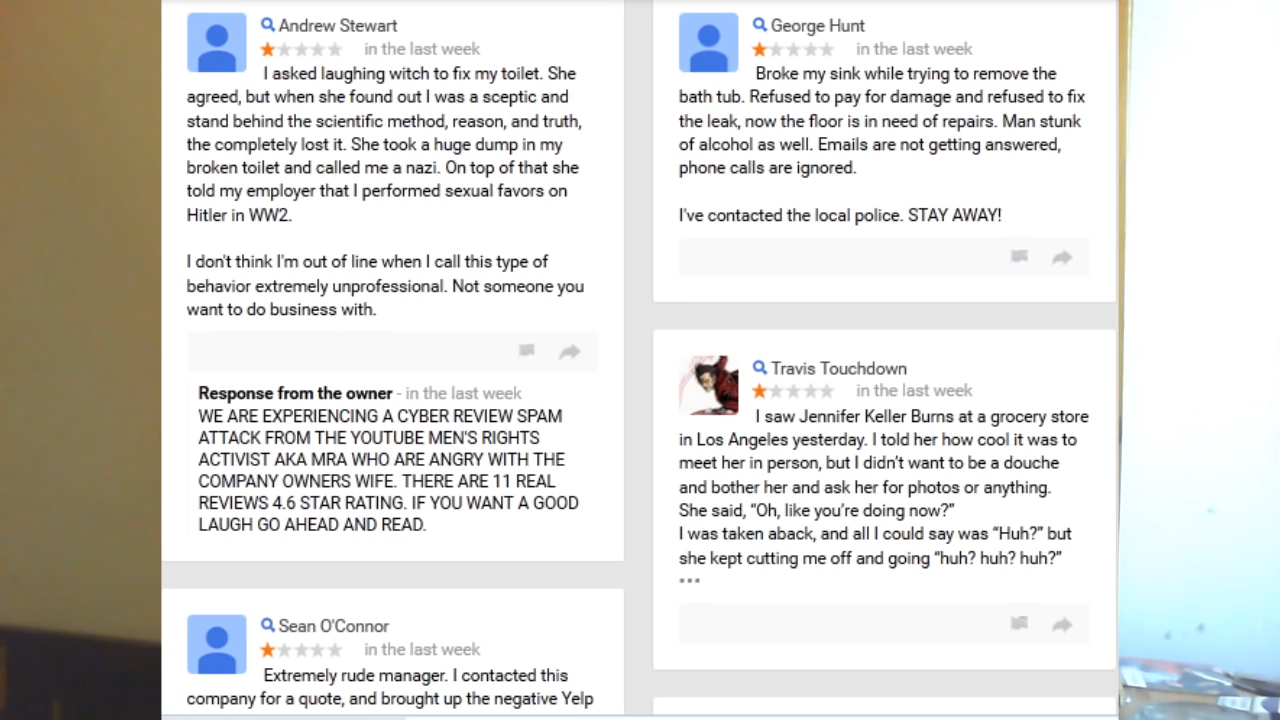 Andrew Stewart
in the last week
I asked laughing witch to fix my toilet. She
agreed, but when she found out I was a sceptic and
stand behind the scientific method, reason, and truth,
the completely lost it. She took a huge dump in my
broken toilet and called me a nazi. On top of that she
told my employer that I performed sexual favors on
Hitler in WW2.
I don't think I'm out of line when I call this type of
behavior extremely unprofessional. Not someone you
want to do business with.
Response from the owner - in the last week
WE ARE EXPERIENCING A CYBER REVIEW SPAM
ATTACK FROM THE YOUTUBE MEN'S RIGHTS
ACTIVIST AKA MRA WHO ARE ANGRY WITH THE
COMPANY OWNERS WIFE. THERE ARE 11 REAL
REVIEWS 4.6 STAR RATING. IF YOU WANT A GOOD
LAUGH GO AHEAD AND READ.
Sean O'Connor
in the last week
Extremely rude manager. I contacted this
company for a quote, and brought up the negative Yelp
George Hunt
in the last week
Broke my sink while trying to remove the
bath tub. Refused to pay for damage and refused to fix
the leak, now the floor is in need of repairs. Man stunk
of alcohol as well. Emails are not getting answered,
phone calls are ignored.
I've contacted the local police. STAY AWAY!
Travis Touchdown
in the last week
I saw Jennifer Keller Burns at a grocery store
in Los Angeles yesterday. I told her how cool it was to
meet her in person, but I didn't want to be a douche
and bother her and ask her for photos or anything.
She said, “Oh, like you're doing now?”
I was taken aback, and all I could say was “Huh?” but
she kept cutting me off and going “huh? huh? huh?”
•••